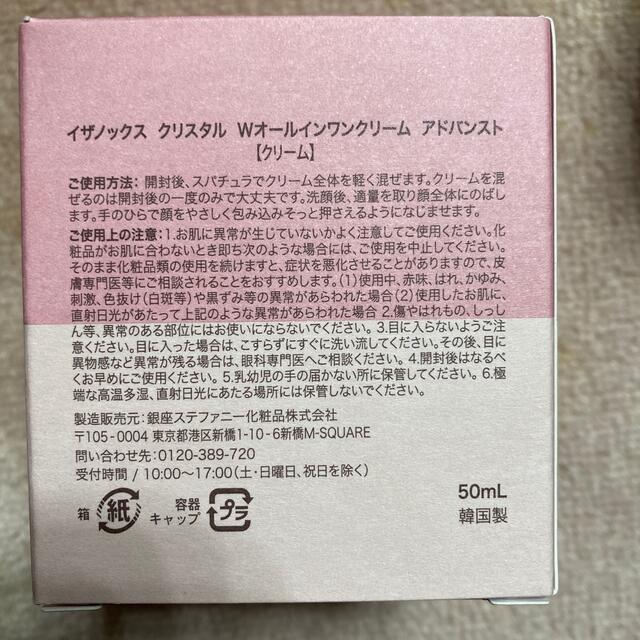 イザノックス クリスタル Wオールインワンクリーム アドバンスト
【クリーム】
ご使用方法: 開封後、スパチュラでクリーム全体を軽く混ぜます。クリームを混
ぜるのは開封後の一度のみで大丈夫です。洗顔後、適量を取り顔全体にのばし
ます。手のひらで顔をやさしく包み込みそっと押さえるようになじませます。
ご使用上の注意:1.お肌に異常が生じていないかよく注意してご使用ください。化
粧品がお肌に合わないとき即ち次のような場合には、ご使用を中止してください。
そのまま化粧品類の使用を続けますと、症状を悪化させることがありますので、皮
膚専門医等にご相談されることをおすすめします。(1)使用中、赤味、はれ、かゆみ、
刺激、色抜け(白斑等)や黒ずみ等の異常があらわれた場合(2)使用したお肌に、
直射日光があたって上記のような異常があらわれた場合 2.傷やはれもの、しっし
ん等、異常のある部位にはお使いにならないでください。3.目に入らないようご注
意ください。目に入った場合は、こすらずにすぐに洗い流してください。その後、目に
異物感など異常が残る場合は、眼科専門医へご相談ください。4.開封後はなるべ
くお早めにご使用ください。5.乳幼児の手の届かない所に保管してください。6.極
端な高温多湿、直射日光にあたる場所には保管しないでください。
製造販売元:銀座ステファニー化粧品株式会社
〒105-0004 東京都港区新橋1-10-6新橋M-SQUARE
問い合わせ先:0120-389-720
受付時間 / 10:00〜17:00(土・日曜日、祝日を除く)
箱 紙 容器 キャップ プラ
50mL
韓国製